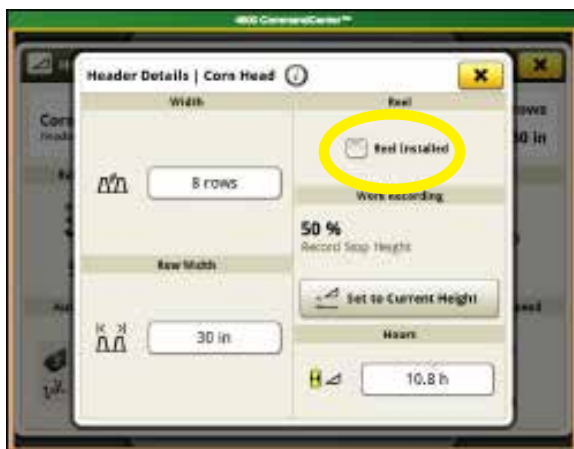 4600 CommandCenter™
Header Details | Corn Head
Width
8 rows
Row Width
30 in
Reel
Reel Installed
Work Recording
50 %
Record Stop Height
Set to Current Height
Hours
10.8 h
Corn
rows
30 in